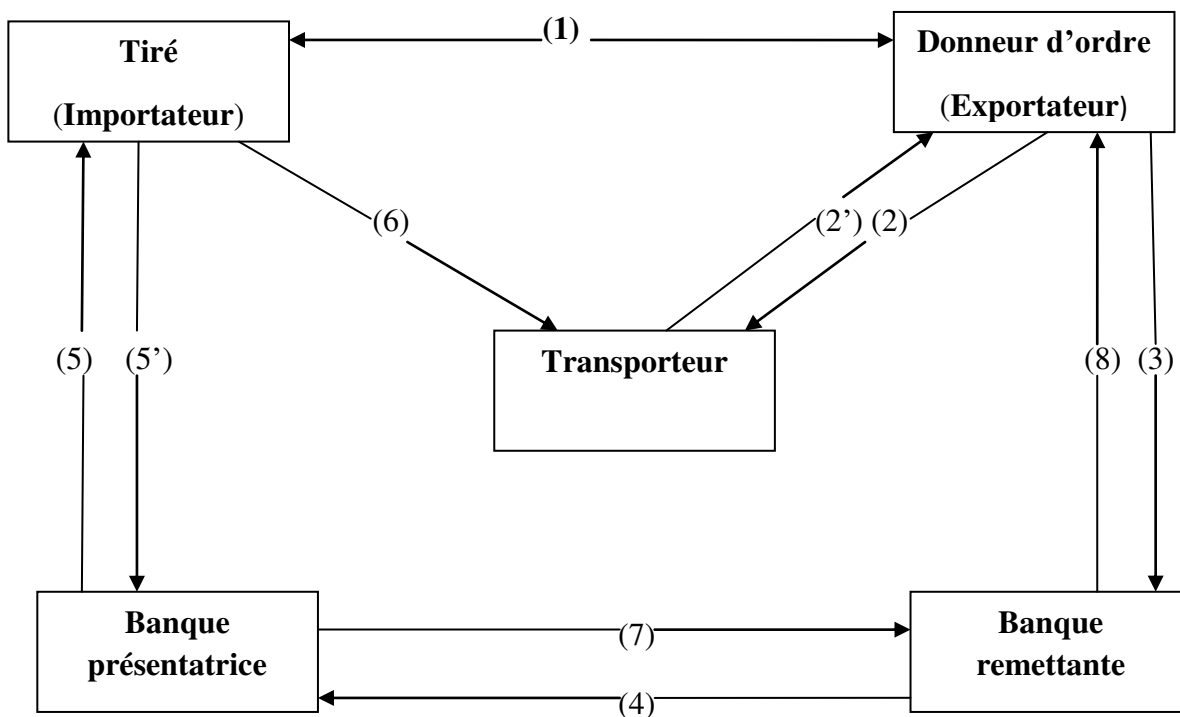 (1)
Tiré
(Importateur)
Donneur d’ordre
(Exportateur)
(6)
(2’) (2)
Transporteur
(5) (5’)
(8) (3)
Banque
présentatrice
(7)
(4)
Banque
remettante